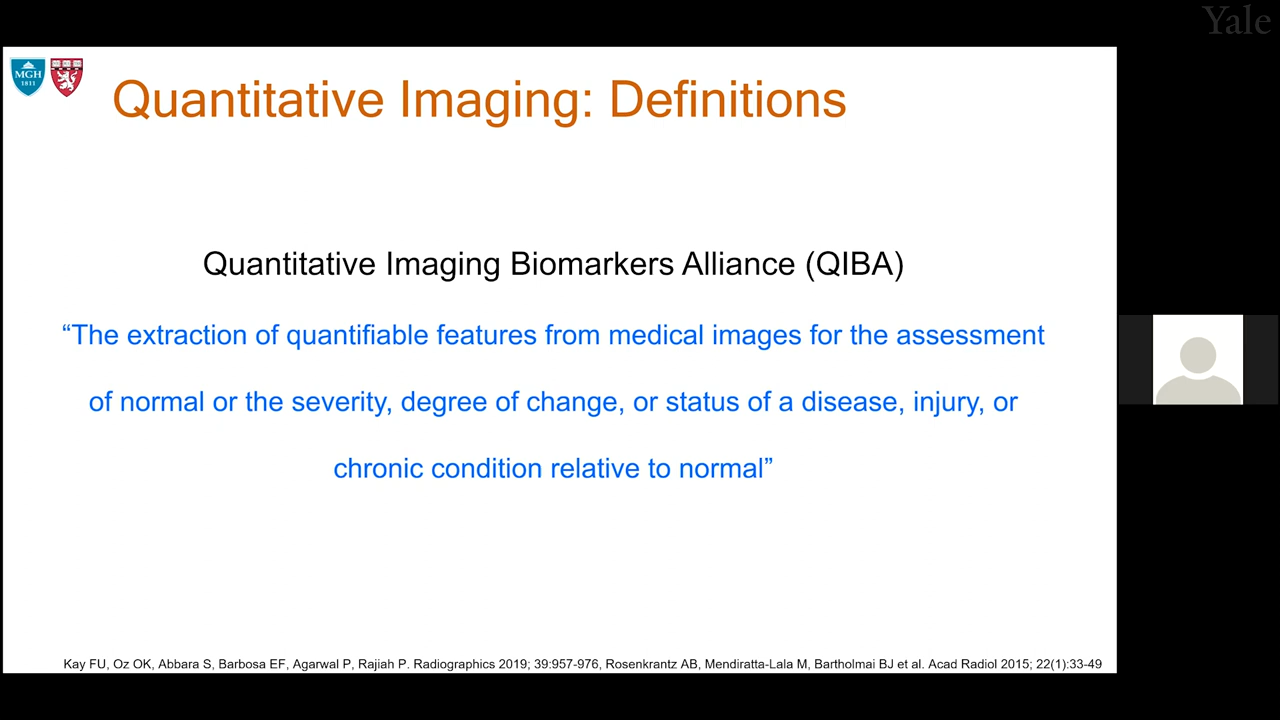 Yale
MGH
1811
Quantitative Imaging: Definitions
Quantitative Imaging Biomarkers Alliance (QIBA)
“The extraction of quantifiable features from medical images for the assessment
of normal or the severity, degree of change, or status of a disease, injury, or
chronic condition relative to normal”
Kay FU, Oz OK, Abbara S, Barbosa EF, Agarwal P, Rajiah P. Radiographics 2019; 39:957-976, Rosenkrantz AB, Mendiratta-Lala M, Bartholmai BJ et al. Acad Radiol 2015; 22(1):33-49